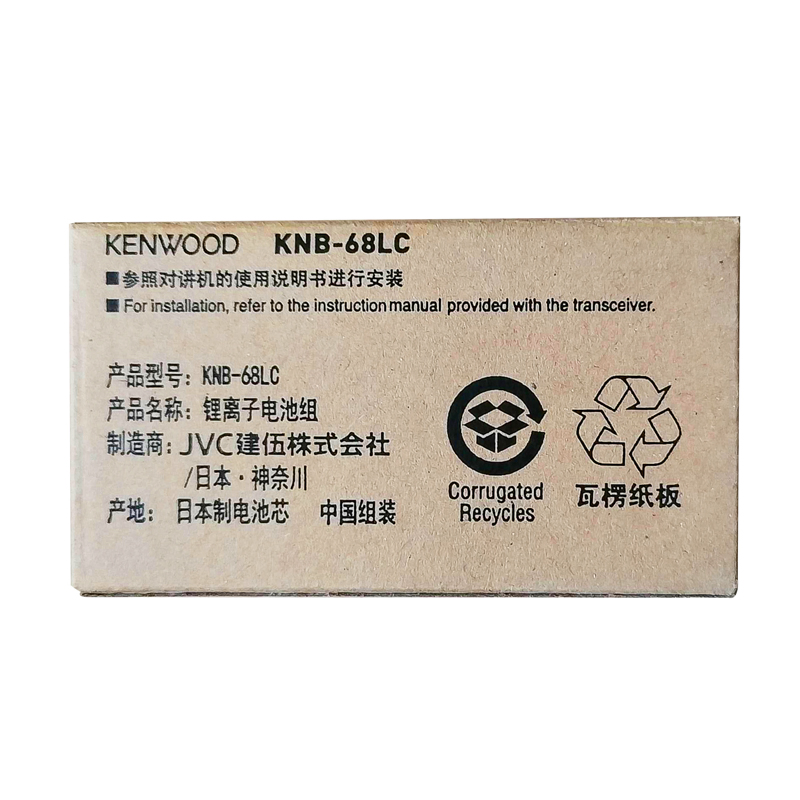 KENWOOD KNB-68LC
■参照对讲机的使用说明书进行安装
■For installation, refer to the instruction manual provided with the transceiver.
产品型号: KNB-68LC
产品名称: 锂离子电池组
制造商: JVC建伍株式会社
/日本·神奈川
产地: 日本制电池芯 中国组装
Corrugated
Recycles
瓦楞纸板